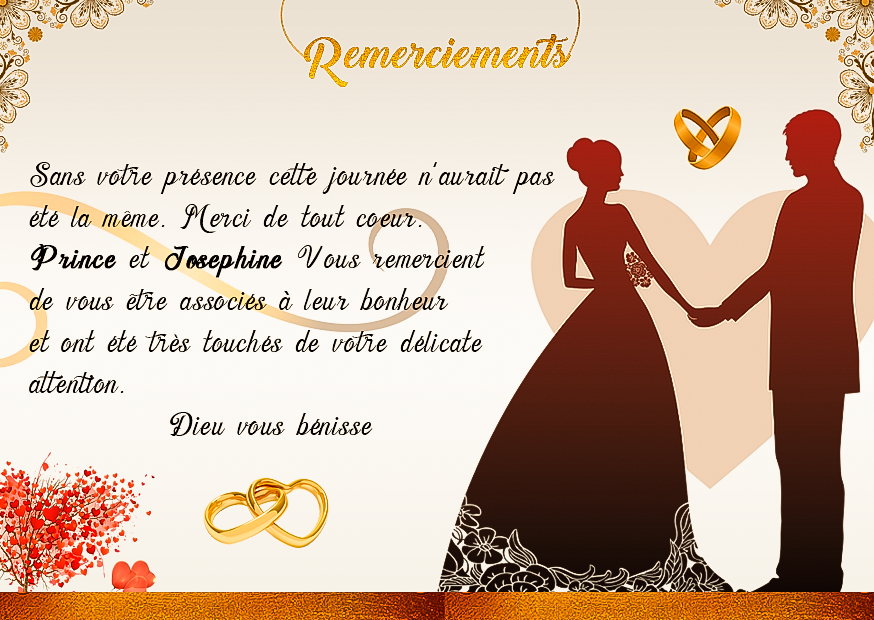 Remerciements
Sans votre présence cette journée n'aurait pas
été la même. Merci de tout coeur.
Prince et Josephine Vous remercient
de vous être associés à leur bonheur
et ont été très touchés de votre délicate
attention.
Dieu vous bénisse